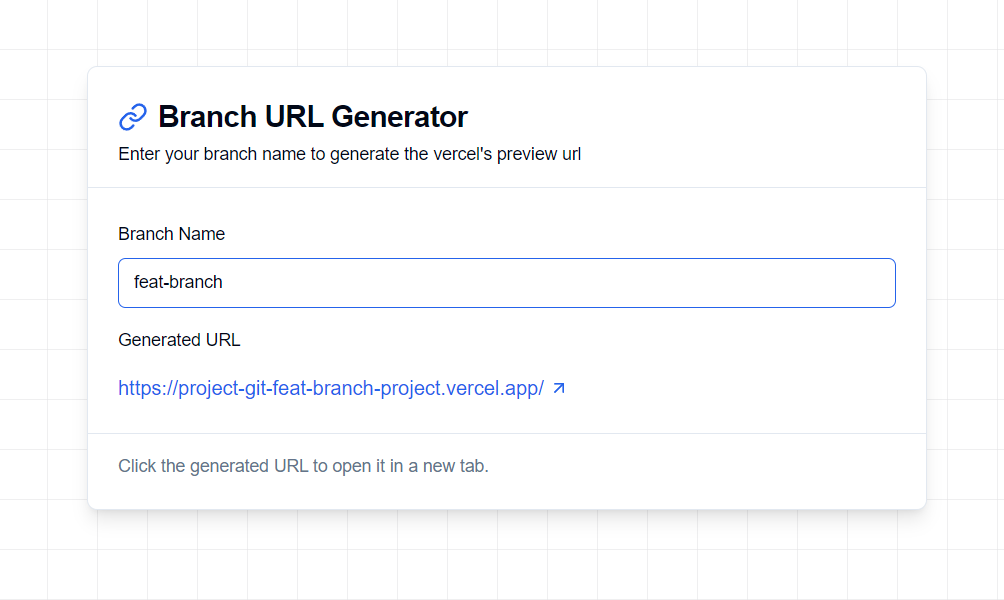 Branch URL Generator
Enter your branch name to generate the vercel's preview url
Branch Name
feat-branch
Generated URL
https://project-git-feat-branch-project.vercel.app/
Click the generated URL to open it in a new tab.